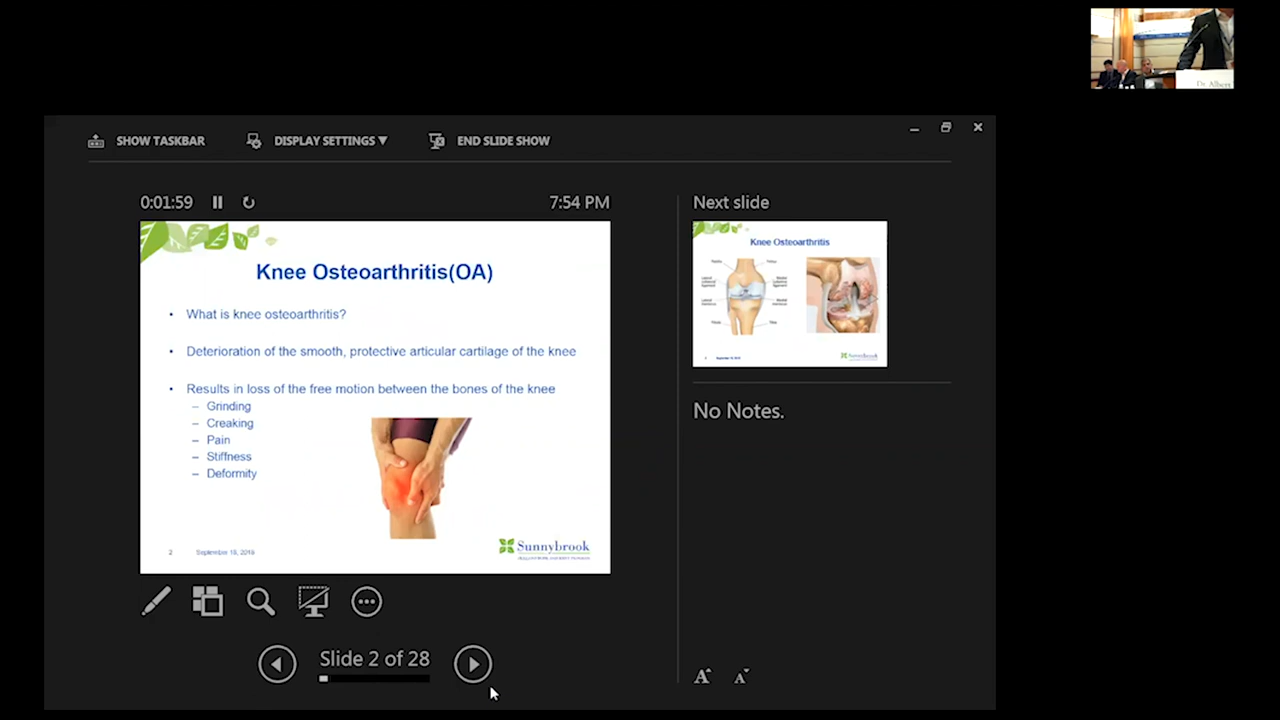 Dr. Albert
SHOW TASKBAR
DISPLAY SETTINGS
END SLIDE SHOW
0:01:59
7:54 PM
Next slide
Knee Osteoarthritis(OA)
• What is knee osteoarthritis?
• Deterioration of the smooth, protective articular cartilage of the knee
• Results in loss of the free motion between the bones of the knee
– Grinding
– Creaking
– Pain
– Stiffness
– Deformity
2
Sunnybrook
Knee Osteoarthritis
Sunnybrook
No Notes.
Slide 2 of 28
A
A